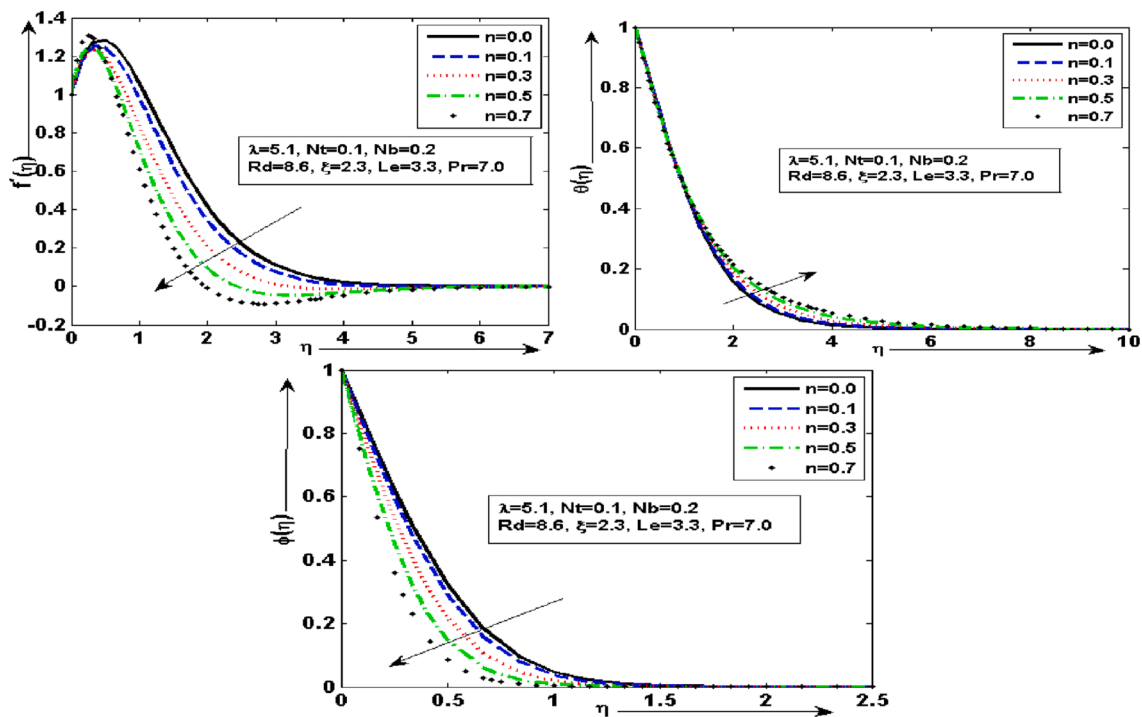 1.4
1.2
1.0
0.8
0.6
0.4
0.2
0
-0.2
f'(η)
0 1 2 3 4 5 6 7
η
n=0.0
n=0.1
n=0.3
n=0.5
n=0.7
λ=5.1, Nt=0.1, Nb=0.2
Rd=8.6, ξ=2.3, Le=3.3, Pr=7.0
1
0.8
0.6
0.4
0.2
0
θ(η)
0 2 4 6 8 10
η
n=0.0
n=0.1
n=0.3
n=0.5
n=0.7
λ=5.1, Nt=0.1, Nb=0.2
Rd=8.6, ξ=2.3, Le=3.3, Pr=7.0
1
0.8
0.6
0.4
0.2
0
ϕ(η)
0 0.5 1 1.5 2 2.5
η
n=0.0
n=0.1
n=0.3
n=0.5
n=0.7
λ=5.1, Nt=0.1, Nb=0.2
Rd=8.6, ξ=2.3, Le=3.3, Pr=7.0